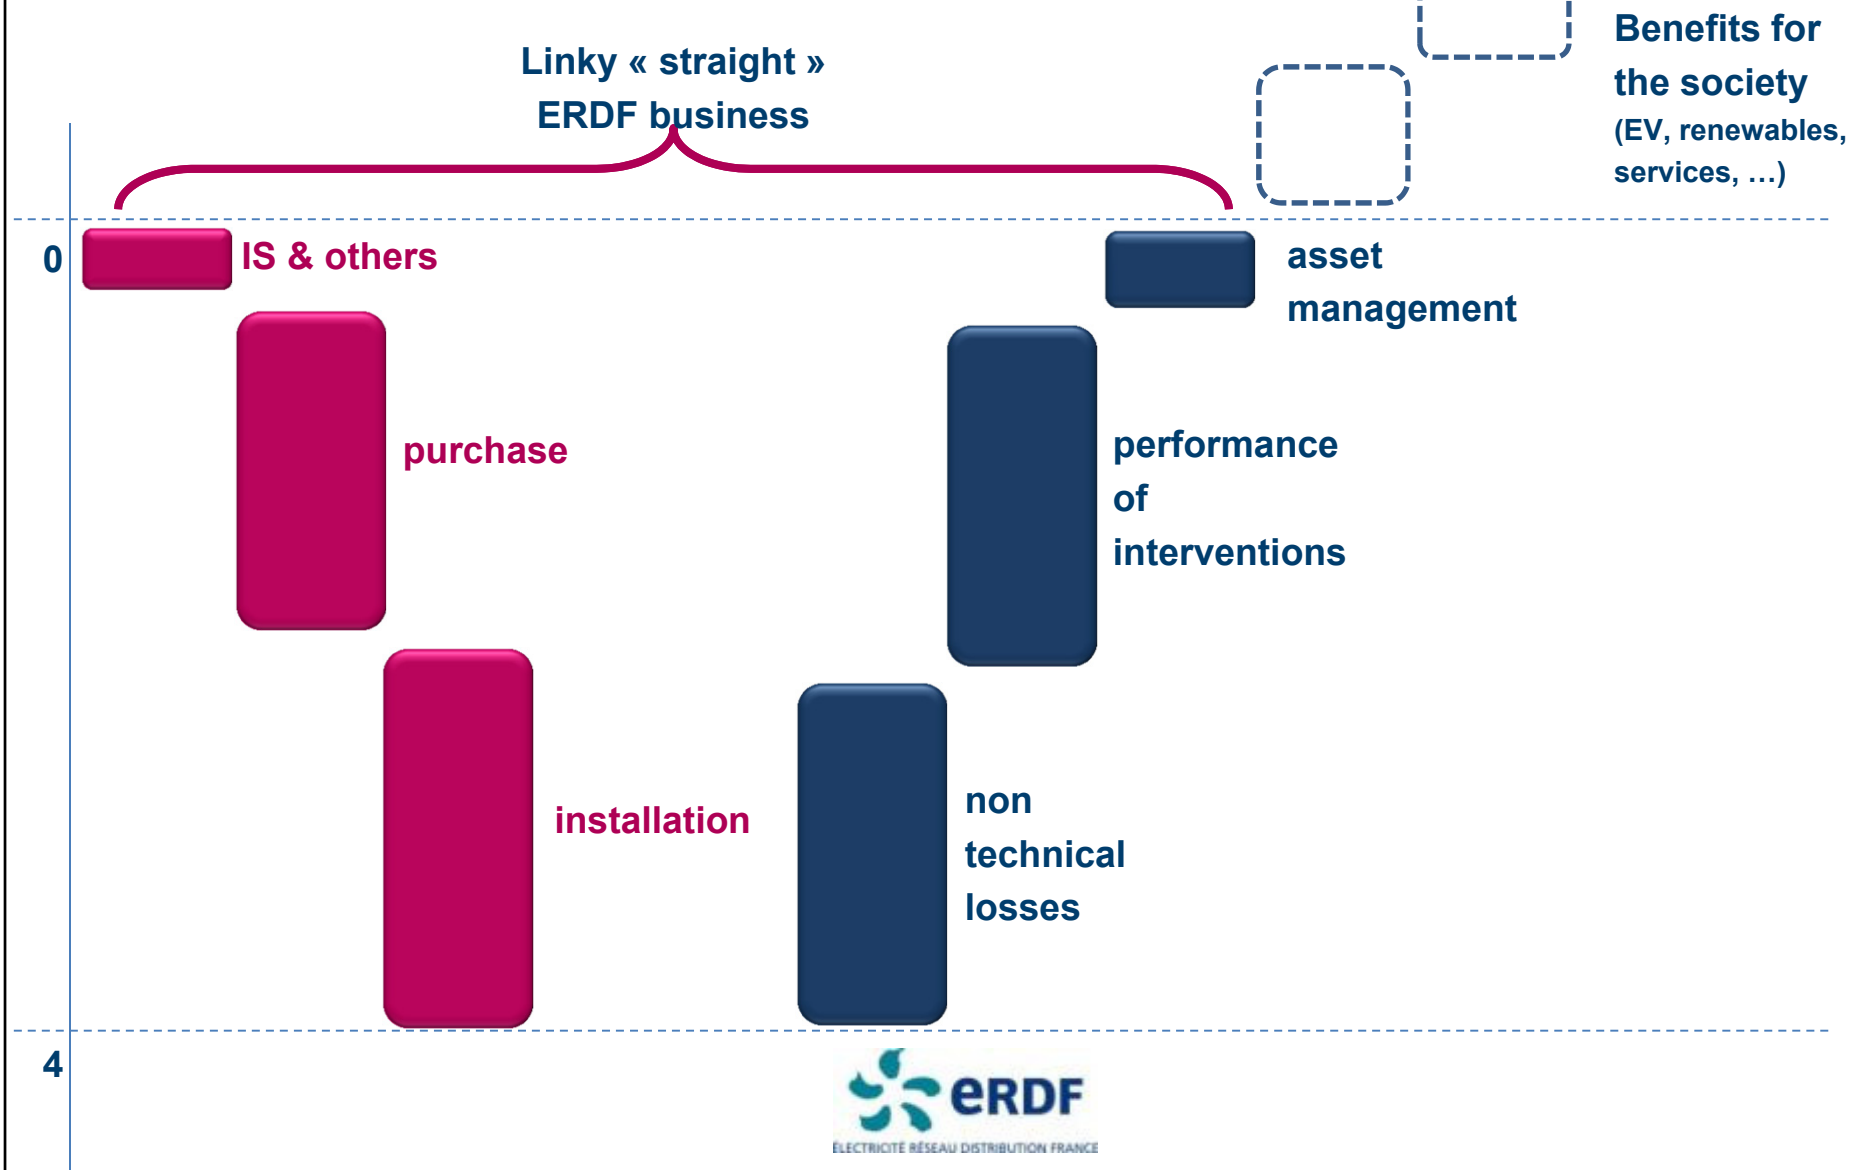 Benefits for
the society
(EV, renewables,
services, …)
Linky « straight »
ERDF business
0
IS & others
asset
management
purchase
performance
of
interventions
installation
non
technical
losses
4
eRDF
ÉLECTRICITÉ RÉSEAU DISTRIBUTION FRANCE